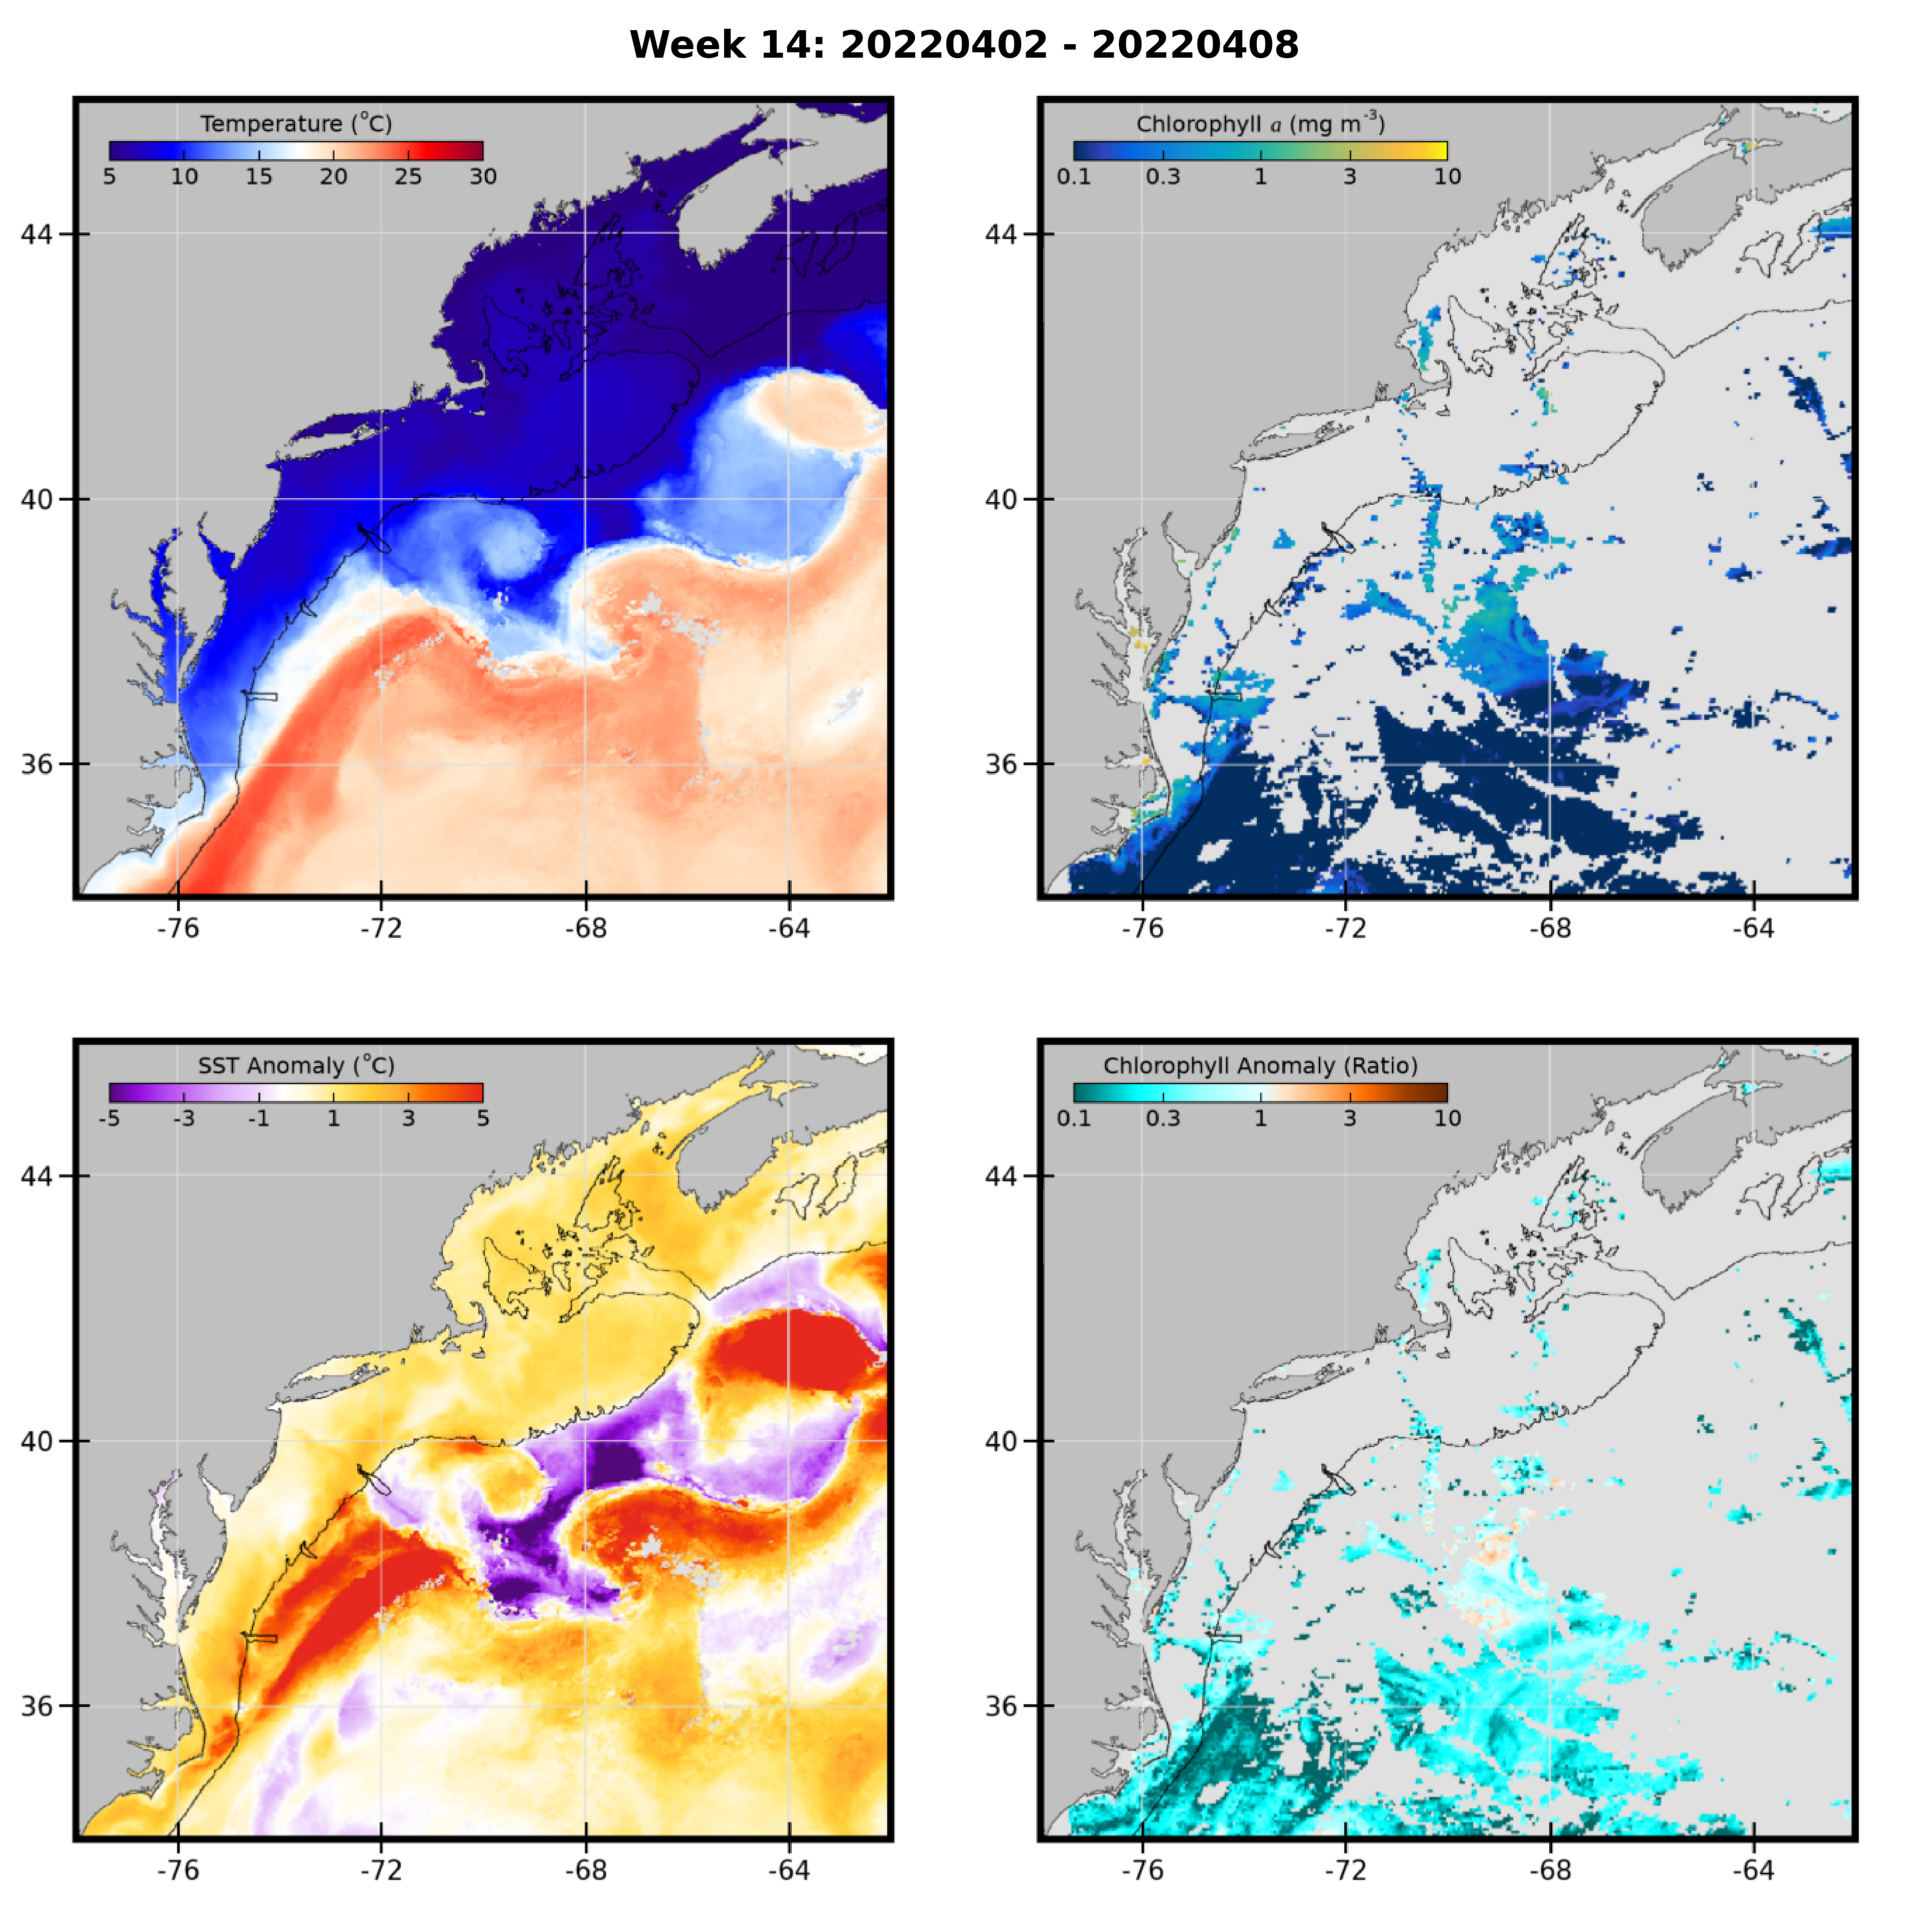 Week 14: 20220402 - 20220408
Temperature (°C)
5 10 15 20 25 30
44
40
36
-76 -72 -68 -64
Chlorophyll a (mg m⁻³)
0.1 0.3 1 3 10
44
40
36
-76 -72 -68 -64
SST Anomaly (°C)
-5 -3 -1 1 3 5
44
40
36
-76 -72 -68 -64
Chlorophyll Anomaly (Ratio)
0.1 0.3 1 3 10
44
40
36
-76 -72 -68 -64